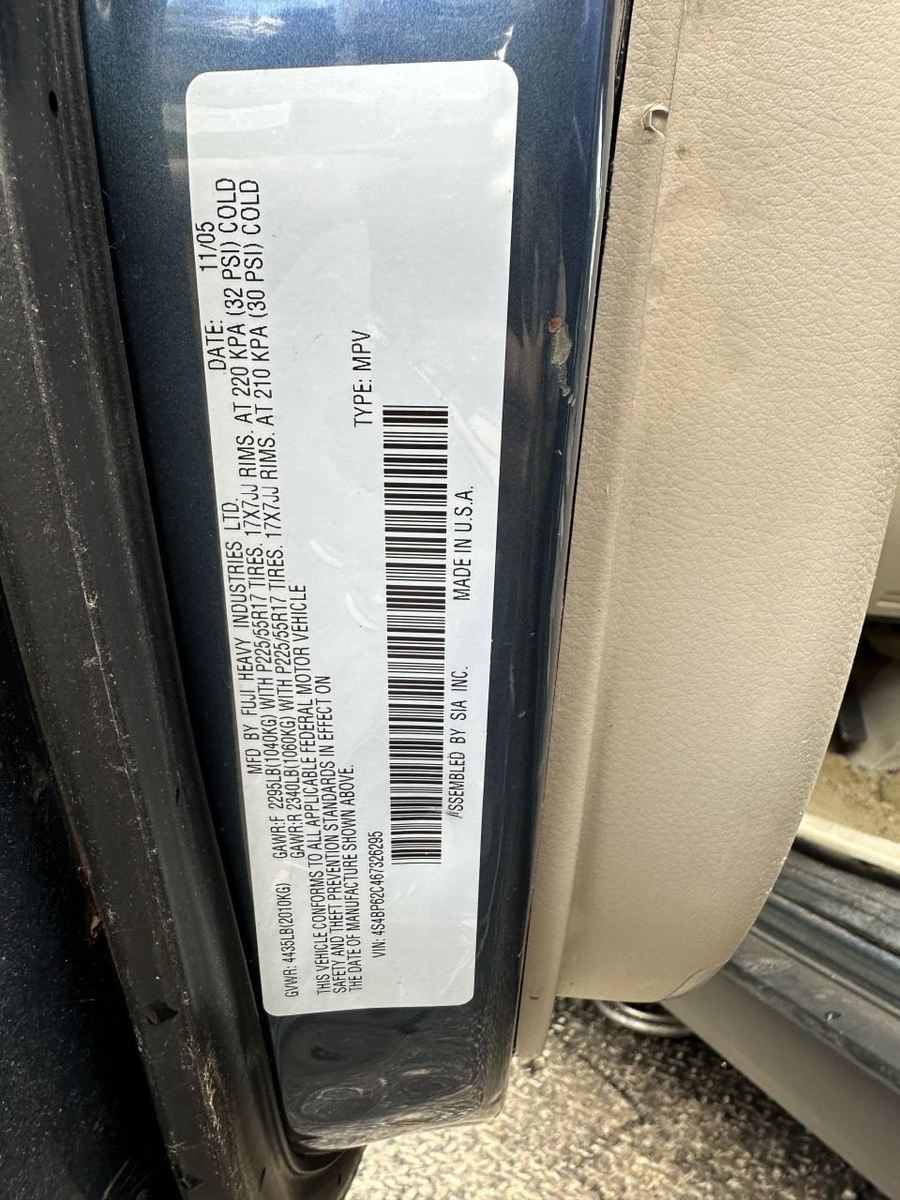 MFD BY FUJI HEAVY INDUSTRIES LTD. DATE: 11/05
GVWR: 4435LB(2010KG) GAWR:F 2295LB(1040KG) WITH P225/55R17 TIRES. 17X7JJ RIMS. AT 220 KPA (32 PSI) COLD
GAWR:R 2340LB(1060KG) WITH P225/55R17 TIRES. 17X7JJ RIMS. AT 210 KPA (30 PSI) COLD
THIS VEHICLE CONFORMS TO ALL APPLICABLE FEDERAL MOTOR VEHICLE
SAFETY AND THEFT PREVENTION STANDARDS IN EFFECT ON
THE DATE OF MANUFACTURE SHOWN ABOVE.
VIN: 4S4BP62C467326295 TYPE: MPV
ASSEMBLED BY SIA INC. MADE IN U.S.A.